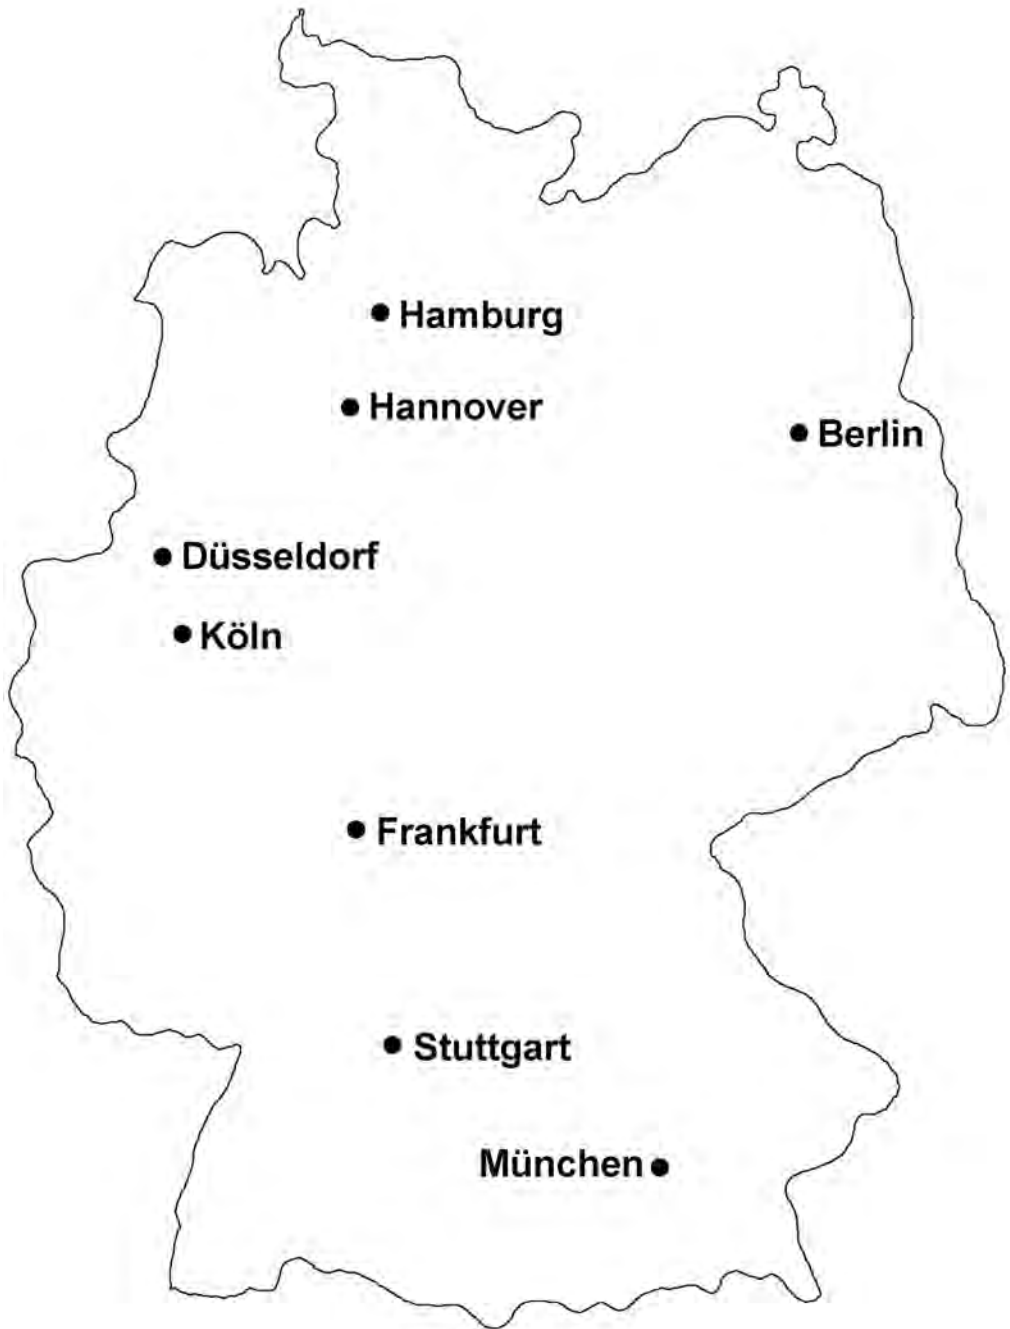 Hamburg
Hannover
Berlin
Düsseldorf
Köln
Frankfurt
Stuttgart
München